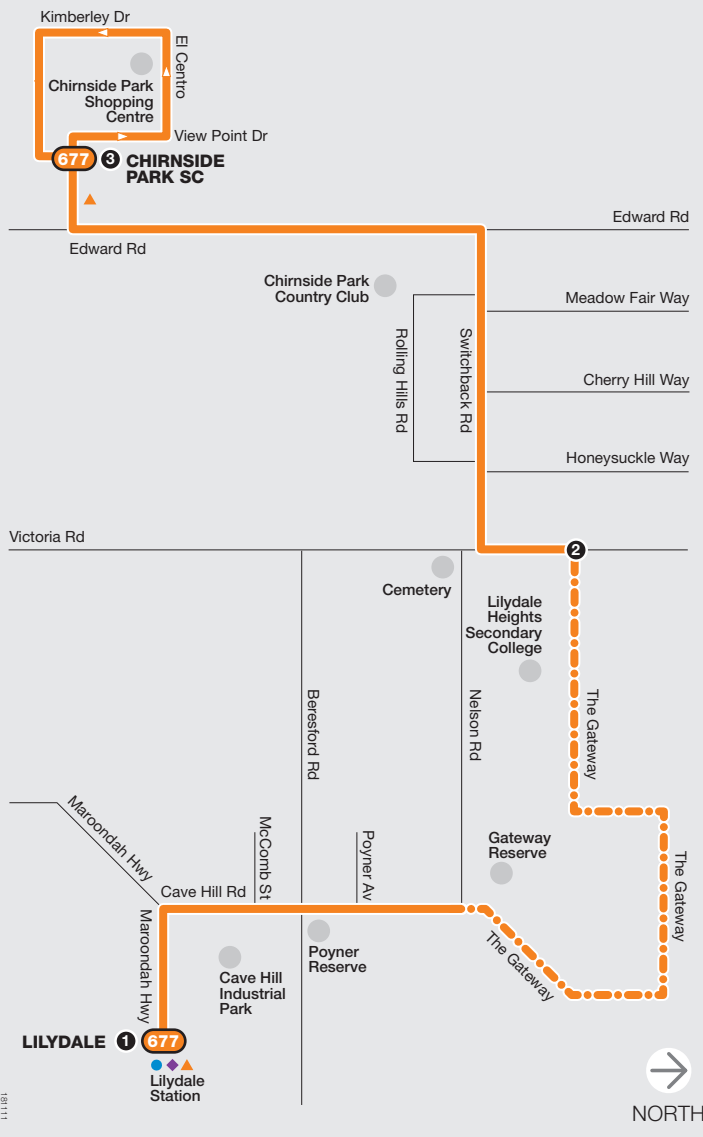 Kimberley Dr
El Centro
Chirnside Park
Shopping
Centre
View Point Dr
677 3 CHIRNSIDE
PARK SC
Edward Rd
Edward Rd
Chirnside Park
Country Club
Meadow Fair Way
Rolling Hills Rd
Switchback Rd
Cherry Hill Way
Honeysuckle Way
Victoria Rd
2
Cemetery
Lilydale
Heights
Secondary
College
Beresford Rd
Nelson Rd
The Gateway
Maroondah Hwy
McComb St
Poyner Av
Gateway
Reserve
The Gateway
Cave Hill Rd
Maroondah Hwy
Poyner
Reserve
The Gateway
Cave Hill
Industrial
Park
LILYDALE 1 677
Lilydale
Station
181111
NORTH